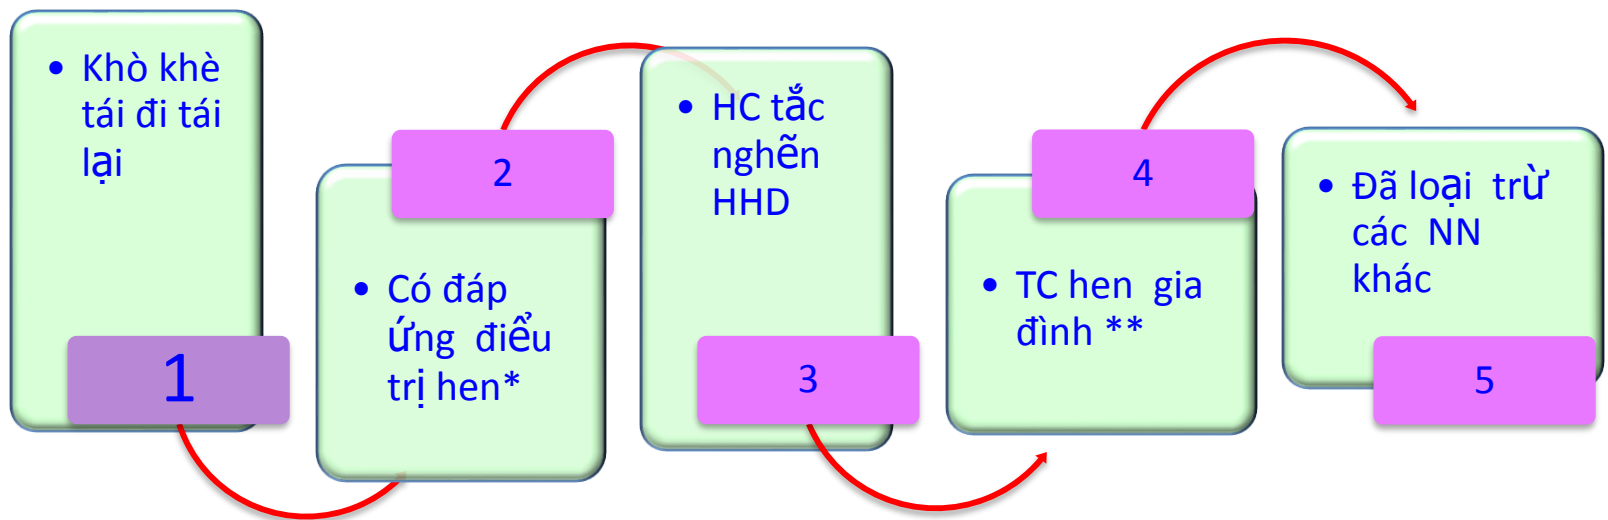 • Khò khè
tái đi tái
lại
1
2
• Có đáp
ứng điểu
trị hen*
• HC tắc
nghẽn
HHD
3
4
• TC hen gia
đình **
• Đã loại trừ
các NN
khác
5